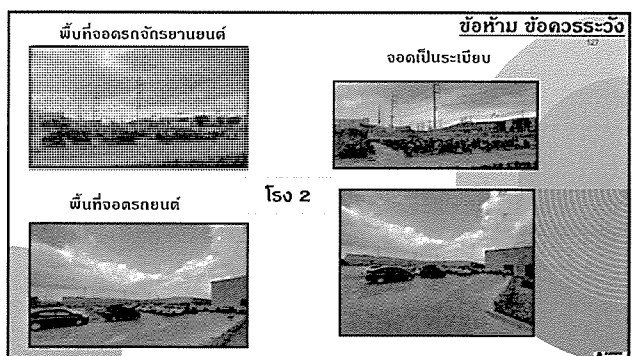 ข้อห้าม ข้อควรระวัง
127
พื้นที่จอดรถจักรยานยนต์
จอดเป็นระเบียบ
โรง 2
พื้นที่จอดรถยนต์